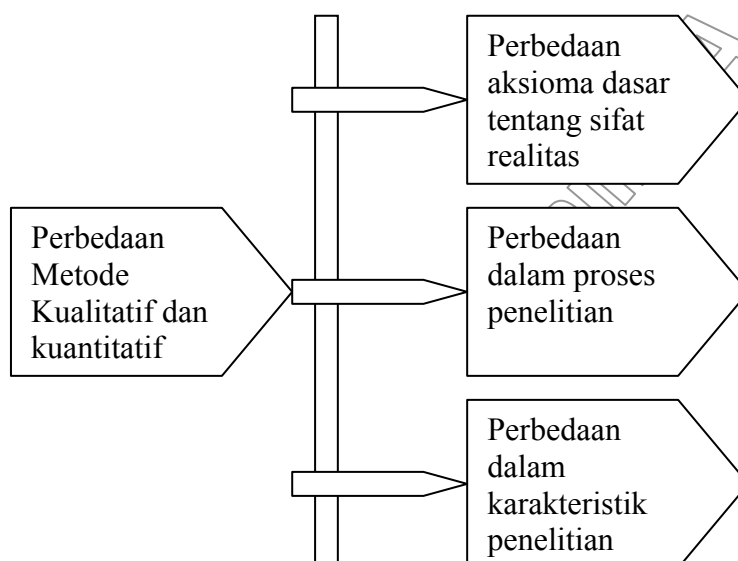 Perbedaan
Metode
Kualitatif dan
kuantitatif
Perbedaan
aksioma dasar
tentang sifat
realitas
Perbedaan
dalam proses
penelitian
Perbedaan
dalam
karakteristik
penelitian